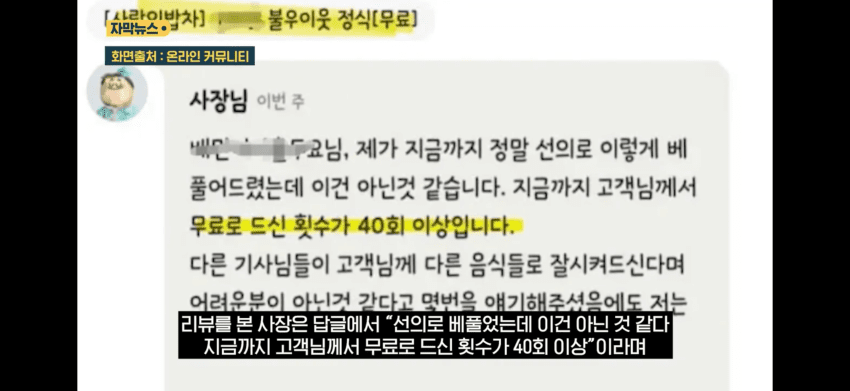 [사랑의밥차] 불우이웃 정식[무료]
자막뉴스
화면출처 : 온라인 커뮤니티
사장님 이번 주
요님, 제가 지금까지 정말 선의로 이렇게 베
풀어드렸는데 이건 아닌것 같습니다. 지금까지 고객님께서
무료로 드신 횟수가 40회 이상입니다.
다른 기사님들이 고객님께 다른 음식들로 잘시켜드신다며
어려운분이 아닌것 같다고 몇번을 얘기해주셨음에도 저는
리뷰를 본 사장은 답글에서 “선의로 베풀었는데 이건 아닌 것 같다
지금까지 고객님께서 무료로 드신 횟수가 40회 이상”이라며